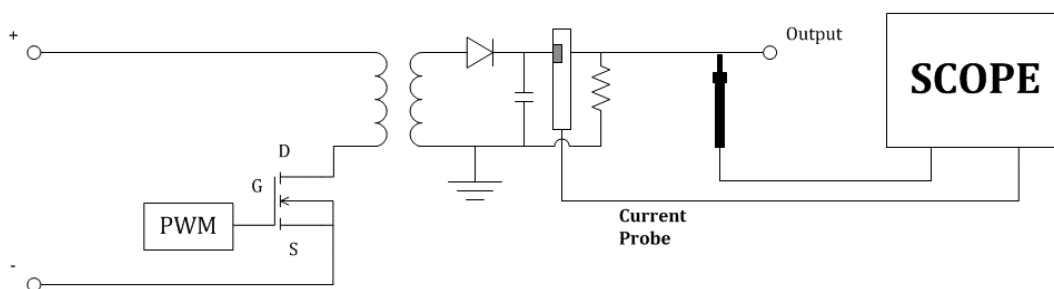 +
Output
SCOPE
D
G
PWM
S
Current
Probe
-